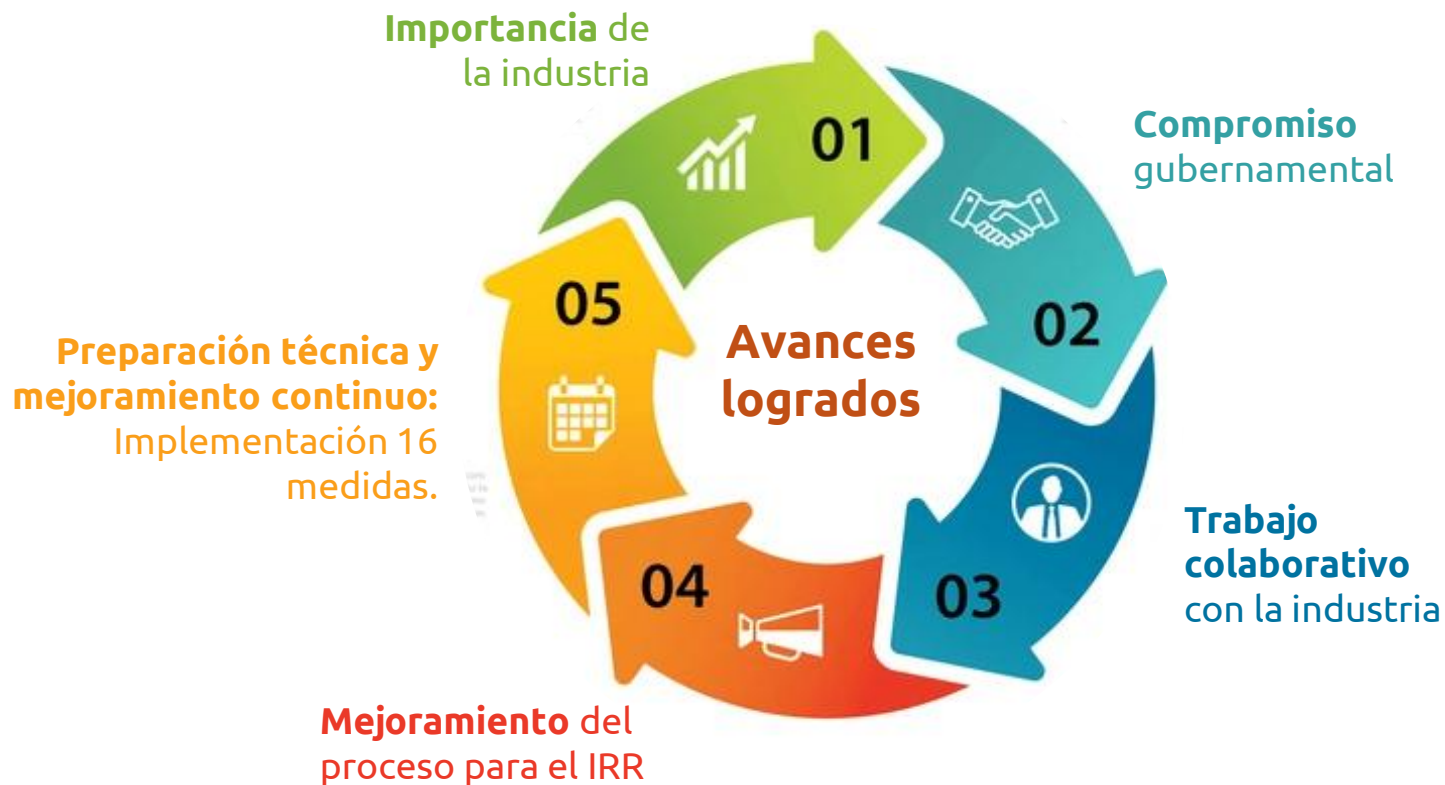 Importancia de
la industria
01
Compromiso
gubernamental
02
Trabajo
colaborativo
con la industria
03
Mejoramiento del
proceso para el IRR
04
Preparación técnica y
mejoramiento continuo:
Implementación 16
medidas.
05
Avances
logrados